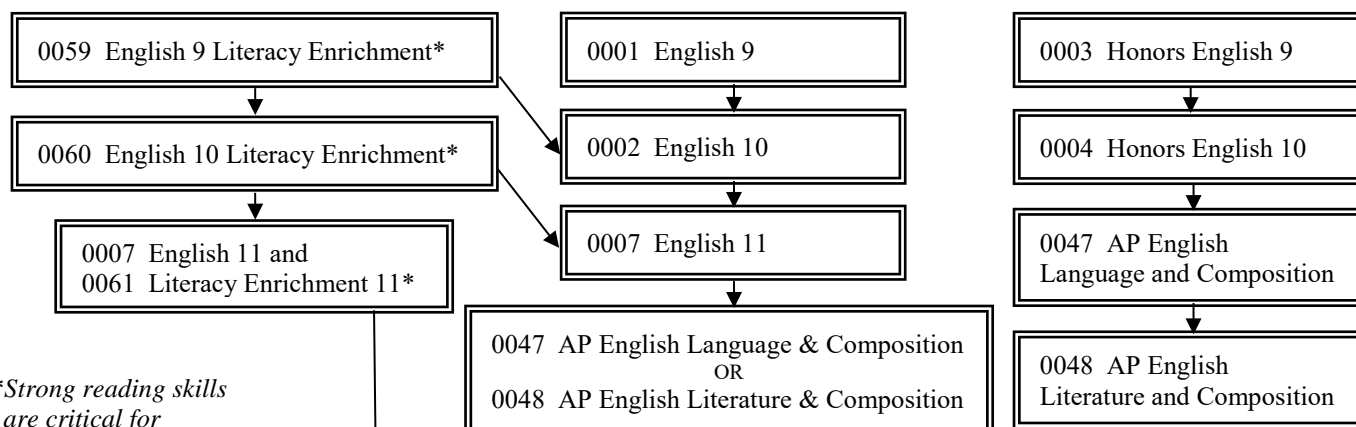 0059 English 9 Literacy Enrichment*
0060 English 10 Literacy Enrichment*
0007 English 11 and
0061 Literacy Enrichment 11*
*Strong reading skills
are critical for
0001 English 9
0002 English 10
0007 English 11
0047 AP English Language & Composition
OR
0048 AP English Literature & Composition
0003 Honors English 9
0004 Honors English 10
0047 AP English
Language and Composition
0048 AP English
Literature and Composition